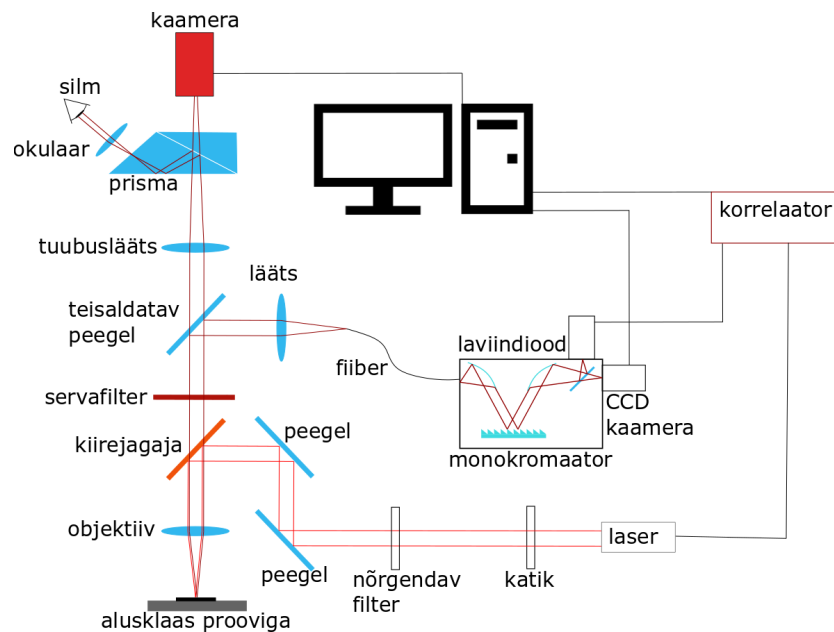 kaamera
silm
okulaar
prisma
korrelaator
tuubuslääts
lääts
teisaldatav
peegel
laviindiood
fiiber
servafilter
CCD
kaamera
peegel
kiirejagaja
monokromaator
objektiiv
laser
peegel
nõrgendav
filter
katik
alusklaas prooviga